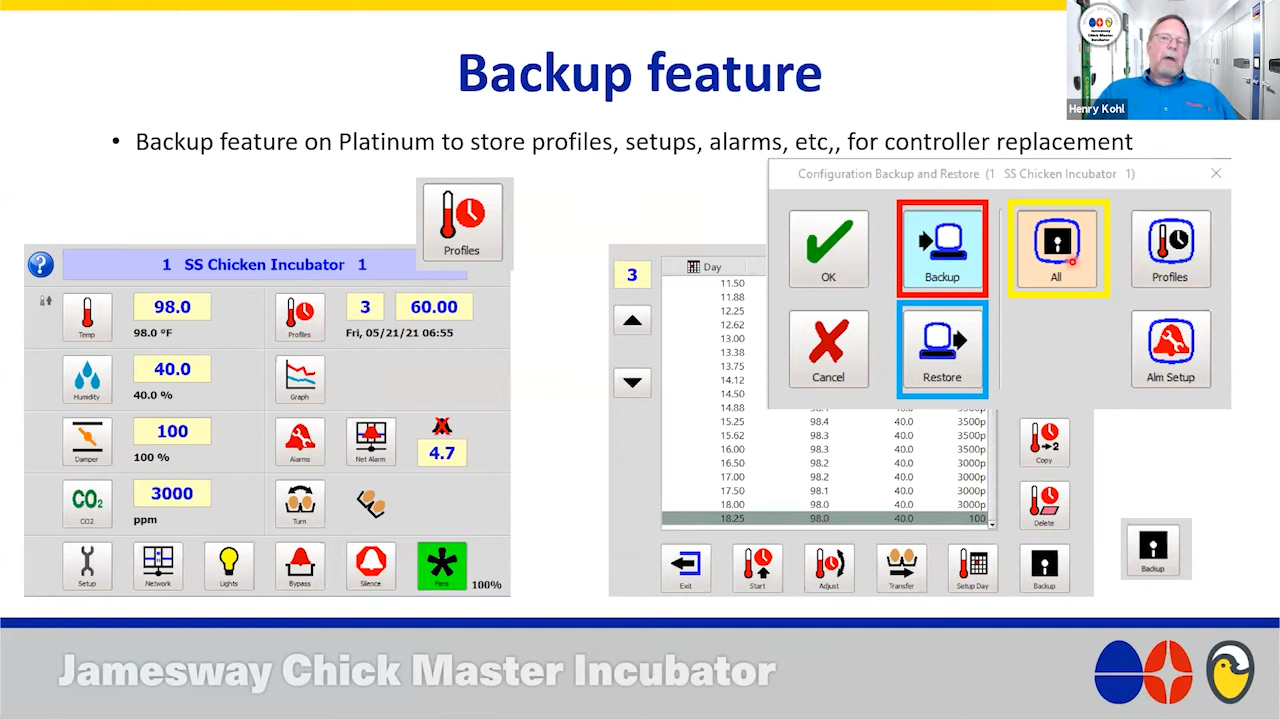 Backup feature
Jamesway
Chick Master
Incubator
Henry Kohl
• Backup feature on Platinum to store profiles, setups, alarms, etc,, for controller replacement
Profiles
1 SS Chicken Incubator 1
98.0
98.0 °F
Temp
Profiles
3
60.00
Fri, 05/21/21 06:55
40.0
40.0 %
Humidity
Graph
100
100 %
Damper
Alarms
Net Alarm
4.7
CO2
3000
ppm
CO2
Turn
Setup
Network
Lights
Bypass
Silence
Fans
100%
3
Day
11.50
11.88
12.25
12.62
13.00
13.38
13.75
14.12
14.50
14.88
15.25 98.4 40.0 3500p
15.62 98.3 40.0 3500p
16.00 98.3 40.0 3500p
16.50 98.2 40.0 3000p
17.00 98.2 40.0 3000p
17.50 98.1 40.0 3000p
18.00 98.0 40.0 3000p
18.25 98.0 40.0 100
Exit
Start
Adjust
Transfer
Setup Day
Backup
Copy
Delete
Configuration Backup and Restore (1 SS Chicken Incubator 1)
OK
Backup
All
Profiles
Cancel
Restore
Alm Setup
Backup
Jamesway Chick Master Incubator